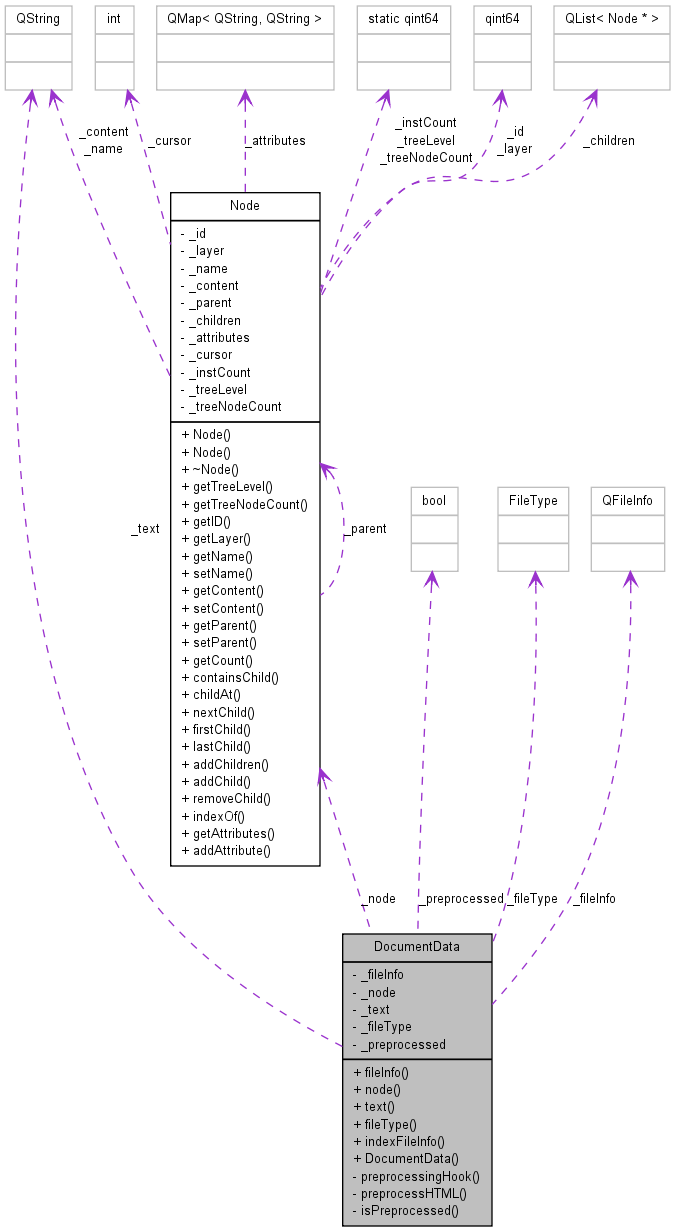 QString
int
QMap< QString, QString >
static qint64
qint64
QList< Node * >
_content
_name
_cursor
_attributes
_instCount
_treeLevel
_treeNodeCount
_id
_layer
_children
Node
- _id
- _layer
- _name
- _content
- _parent
- _children
- _attributes
- _cursor
- _instCount
- _treeLevel
- _treeNodeCount
+ Node()
+ Node()
+ ~Node()
+ getTreeLevel()
+ getTreeNodeCount()
+ getID()
+ getLayer()
+ getName()
+ setName()
+ getContent()
+ setContent()
+ getParent()
+ setParent()
+ getCount()
+ containsChild()
+ childAt()
+ nextChild()
+ firstChild()
+ lastChild()
+ addChildren()
+ addChild()
+ removeChild()
+ indexOf()
+ getAttributes()
+ addAttribute()
_text
_parent
bool
FileType
QFileInfo
_node
_preprocessed
_fileType
_fileInfo
DocumentData
- _fileInfo
- _node
- _text
- _fileType
- _preprocessed
+ fileInfo()
+ node()
+ text()
+ fileType()
+ indexFileInfo()
+ DocumentData()
- preprocessingHook()
- preprocessHTML()
- isPreprocessed()